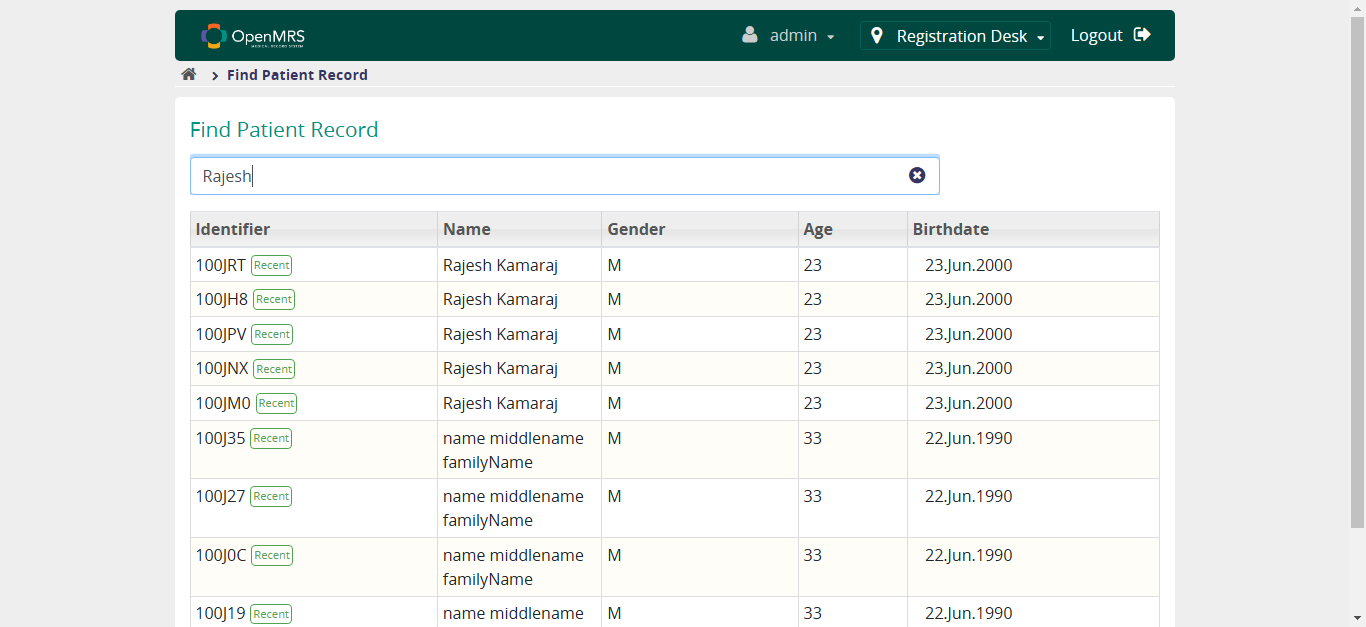 OpenMRS
MEDICAL RECORD SYSTEM
admin
Registration Desk
Logout
Find Patient Record
Find Patient Record
Rajesh
Identifier Name Gender Age Birthdate
100JRT Recent Rajesh Kamaraj M 23 23.Jun.2000
100JH8 Recent Rajesh Kamaraj M 23 23.Jun.2000
100JPV Recent Rajesh Kamaraj M 23 23.Jun.2000
100JNX Recent Rajesh Kamaraj M 23 23.Jun.2000
100JM0 Recent Rajesh Kamaraj M 23 23.Jun.2000
100J35 Recent name middlename M 33 22.Jun.1990
familyName
100J27 Recent name middlename M 33 22.Jun.1990
familyName
100J0C Recent name middlename M 33 22.Jun.1990
familyName
100J19 Recent name middlename M 33 22.Jun.1990